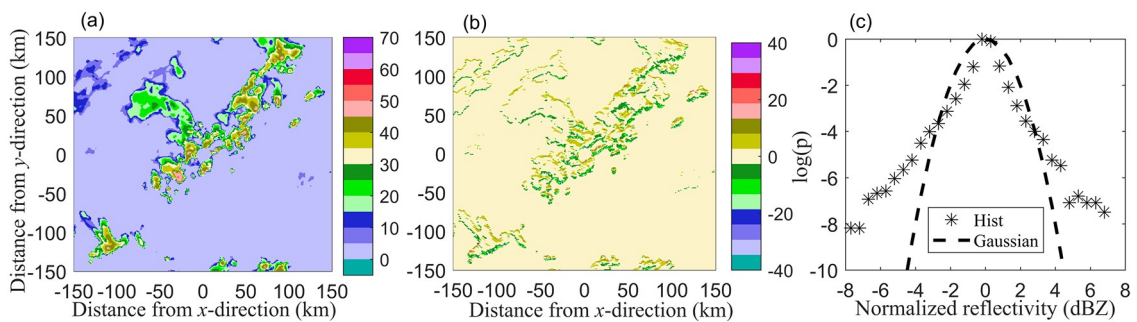 (a)
(b)
(c)
Distance from y-direction (km)
150
100
50
0
-50
-100
-150
-150 -100 -50 0 50 100 150
Distance from x-direction (km)
70
60
50
40
30
20
10
0
150
100
50
0
-50
-100
-150
-150 -100 -50 0 50 100 150
Distance from x-direction (km)
40
20
0
-20
-40
log(p)
0
-2
-4
-6
-8
-10
Hist
Gaussian
-8 -6 -4 -2 0 2 4 6 8
Normalized reflectivity (dBZ)